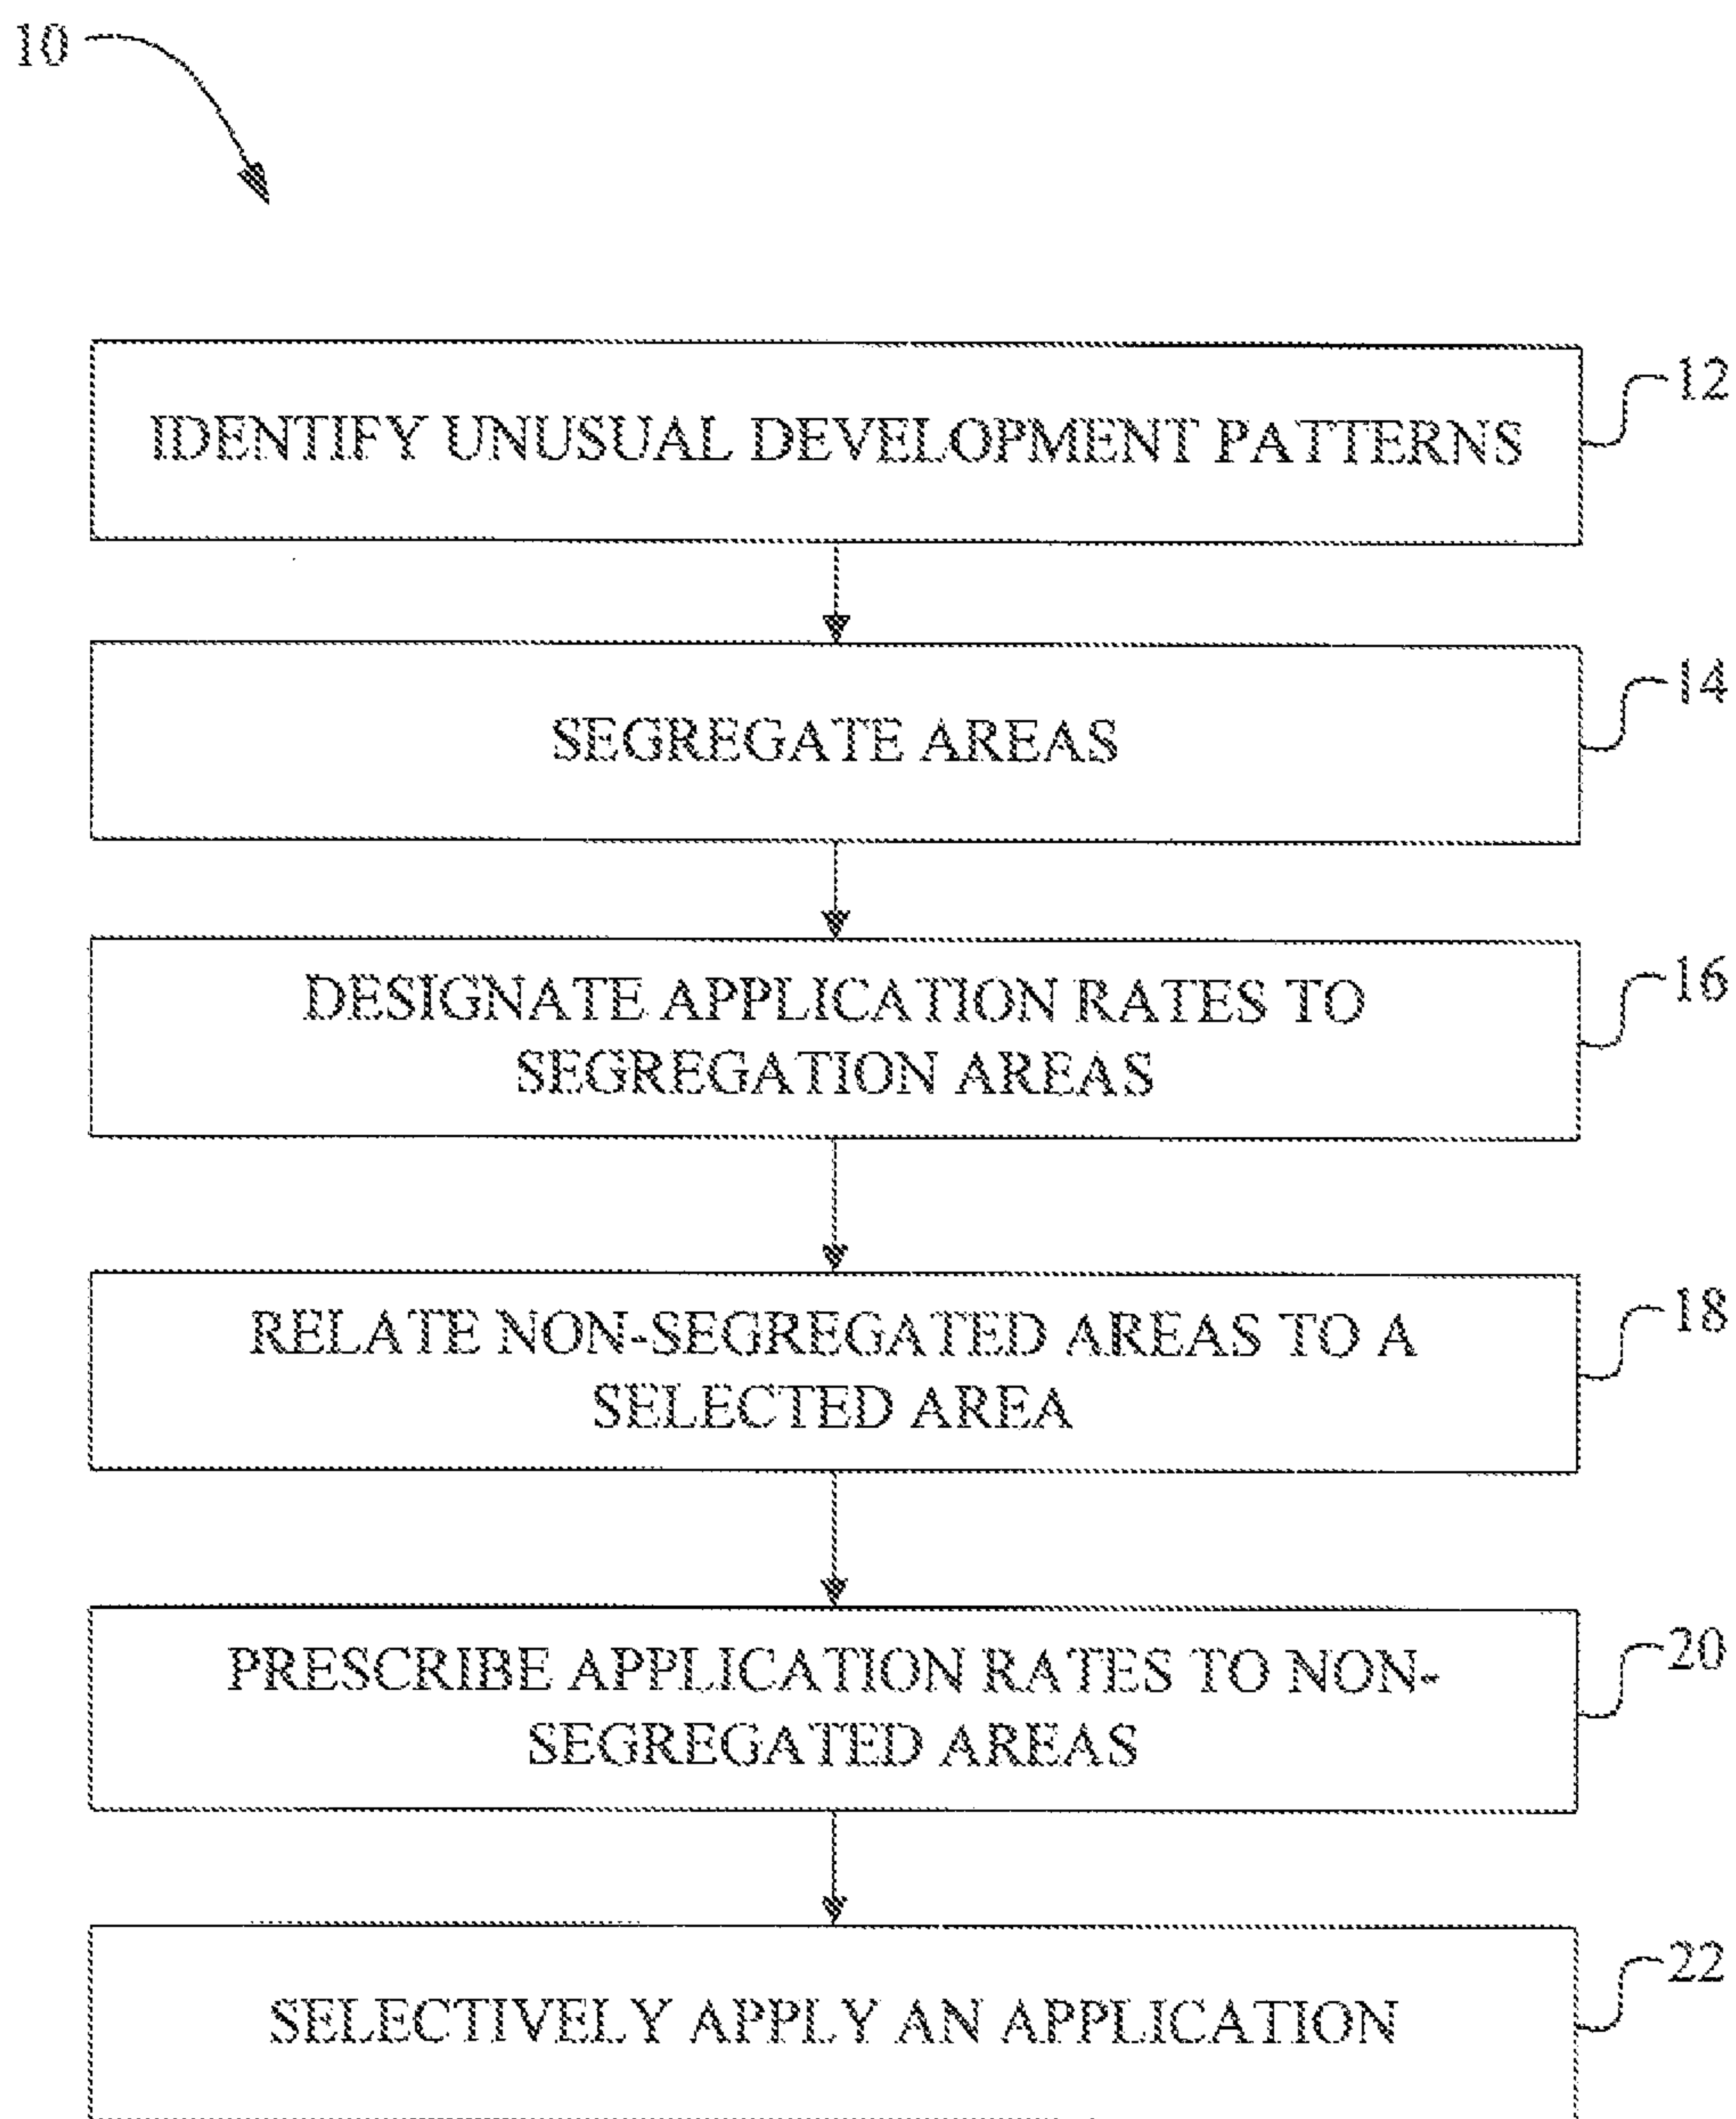 10
IDENTIFY UNUSUAL DEVELOPMENT PATTERNS
12
SEGREGATE AREAS
14
DESIGNATE APPLICATION RATES TO
SEGREGATION AREAS
16
RELATE NON-SEGREGATED AREAS TO A
SELECTED AREA
18
PRESCRIBE APPLICATION RATES TO NON-
SEGREGATED AREAS
20
SELECTIVELY APPLY AN APPLICATION
22